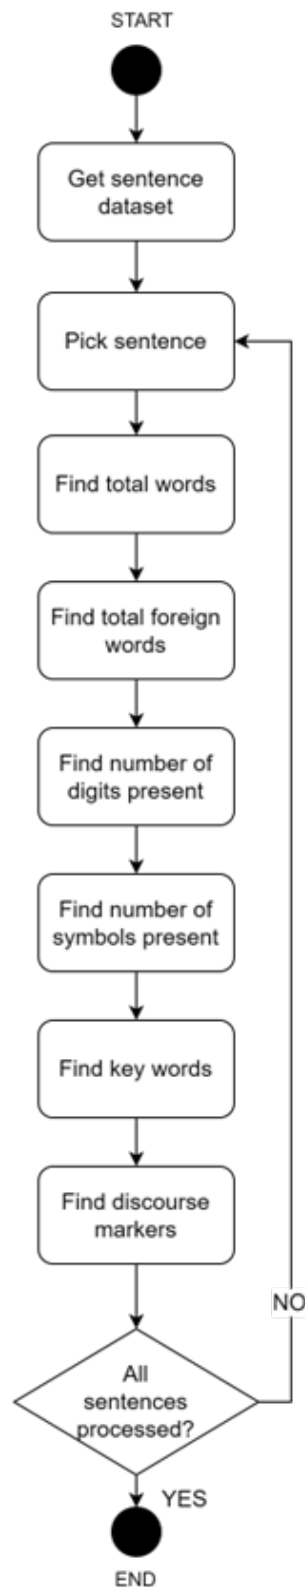 START
Get sentence
dataset
Pick sentence
Find total words
Find total foreign
words
Find number of
digits present
Find number of
symbols present
Find key words
Find discourse
markers
NO
All
sentences
processed?
YES
END